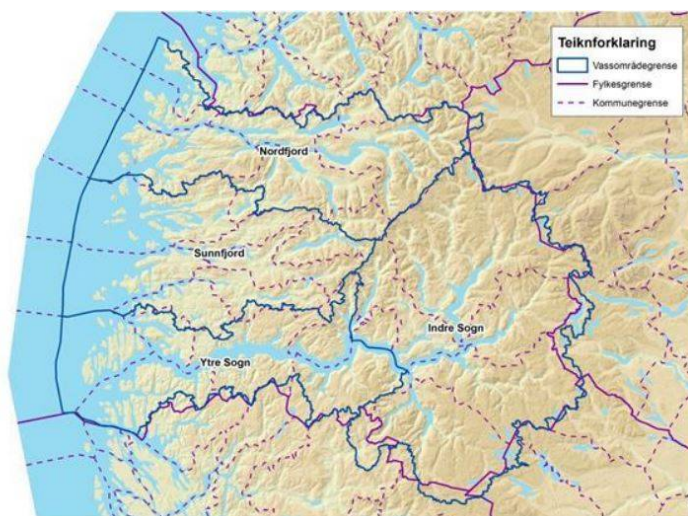 Teiknforklaring
Vassområdegrense
Fylkesgrense
Kommunegrense
Nordfjord
Sunnfjord
Indre Sogn
Ytre Sogn